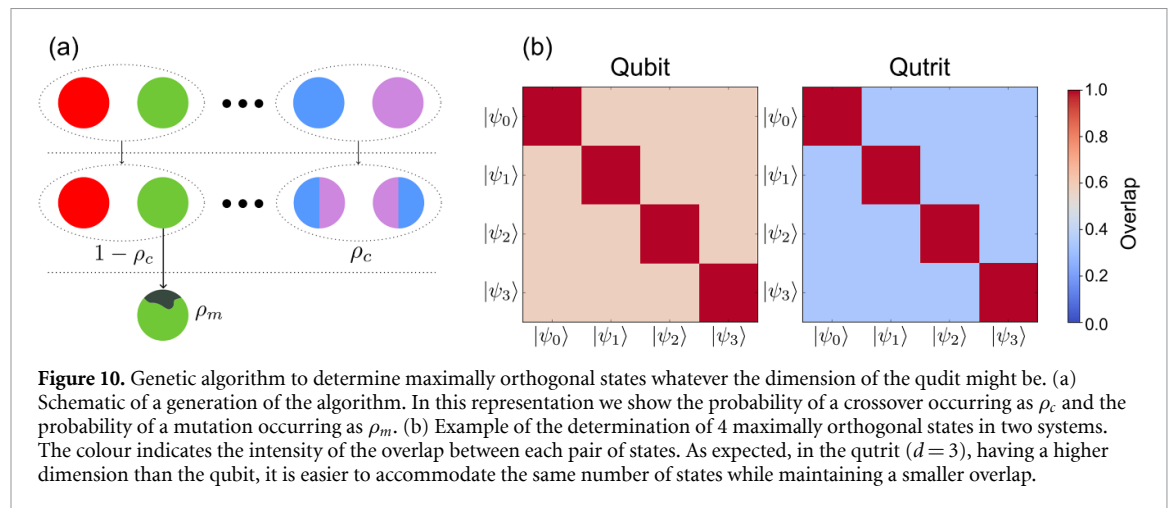 (a)
1 − ρc
ρc
ρm
(b)
Qubit
|ψ0⟩
|ψ1⟩
|ψ2⟩
|ψ3⟩
|ψ0⟩ |ψ1⟩ |ψ2⟩ |ψ3⟩
Qutrit
|ψ0⟩
|ψ1⟩
|ψ2⟩
|ψ3⟩
|ψ0⟩ |ψ1⟩ |ψ2⟩ |ψ3⟩
1.0
0.8
0.6
0.4
0.2
0.0
Overlap
Figure 10. Genetic algorithm to determine maximally orthogonal states whatever the dimension of the qudit might be. (a)
Schematic of a generation of the algorithm. In this representation we show the probability of a crossover occurring as ρc and the
probability of a mutation occurring as ρm. (b) Example of the determination of 4 maximally orthogonal states in two systems.
The colour indicates the intensity of the overlap between each pair of states. As expected, in the qutrit (d = 3), having a higher
dimension than the qubit, it is easier to accommodate the same number of states while maintaining a smaller overlap.